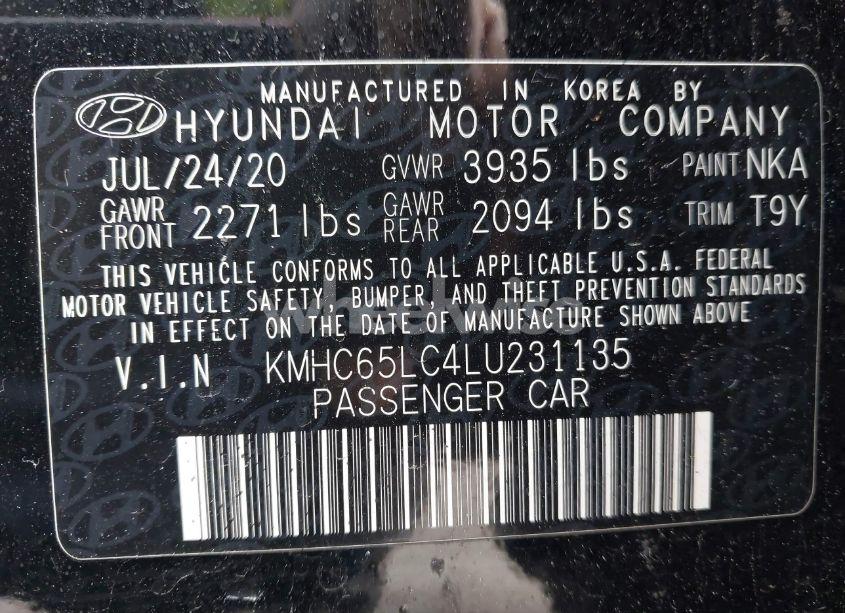 MANUFACTURED IN KOREA BY
HYUNDAI MOTOR COMPANY
JUL/24/20 GVWR 3935 lbs PAINT NKA
GAWR FRONT 2271 lbs GAWR REAR 2094 lbs TRIM T9Y
THIS VEHICLE CONFORMS TO ALL APPLICABLE U.S.A. FEDERAL
MOTOR VEHICLE SAFETY, BUMPER, AND THEFT PREVENTION STANDARDS
IN EFFECT ON THE DATE OF MANUFACTURE SHOWN ABOVE
V.I.N KMHC65LC4LU231135
PASSENGER CAR